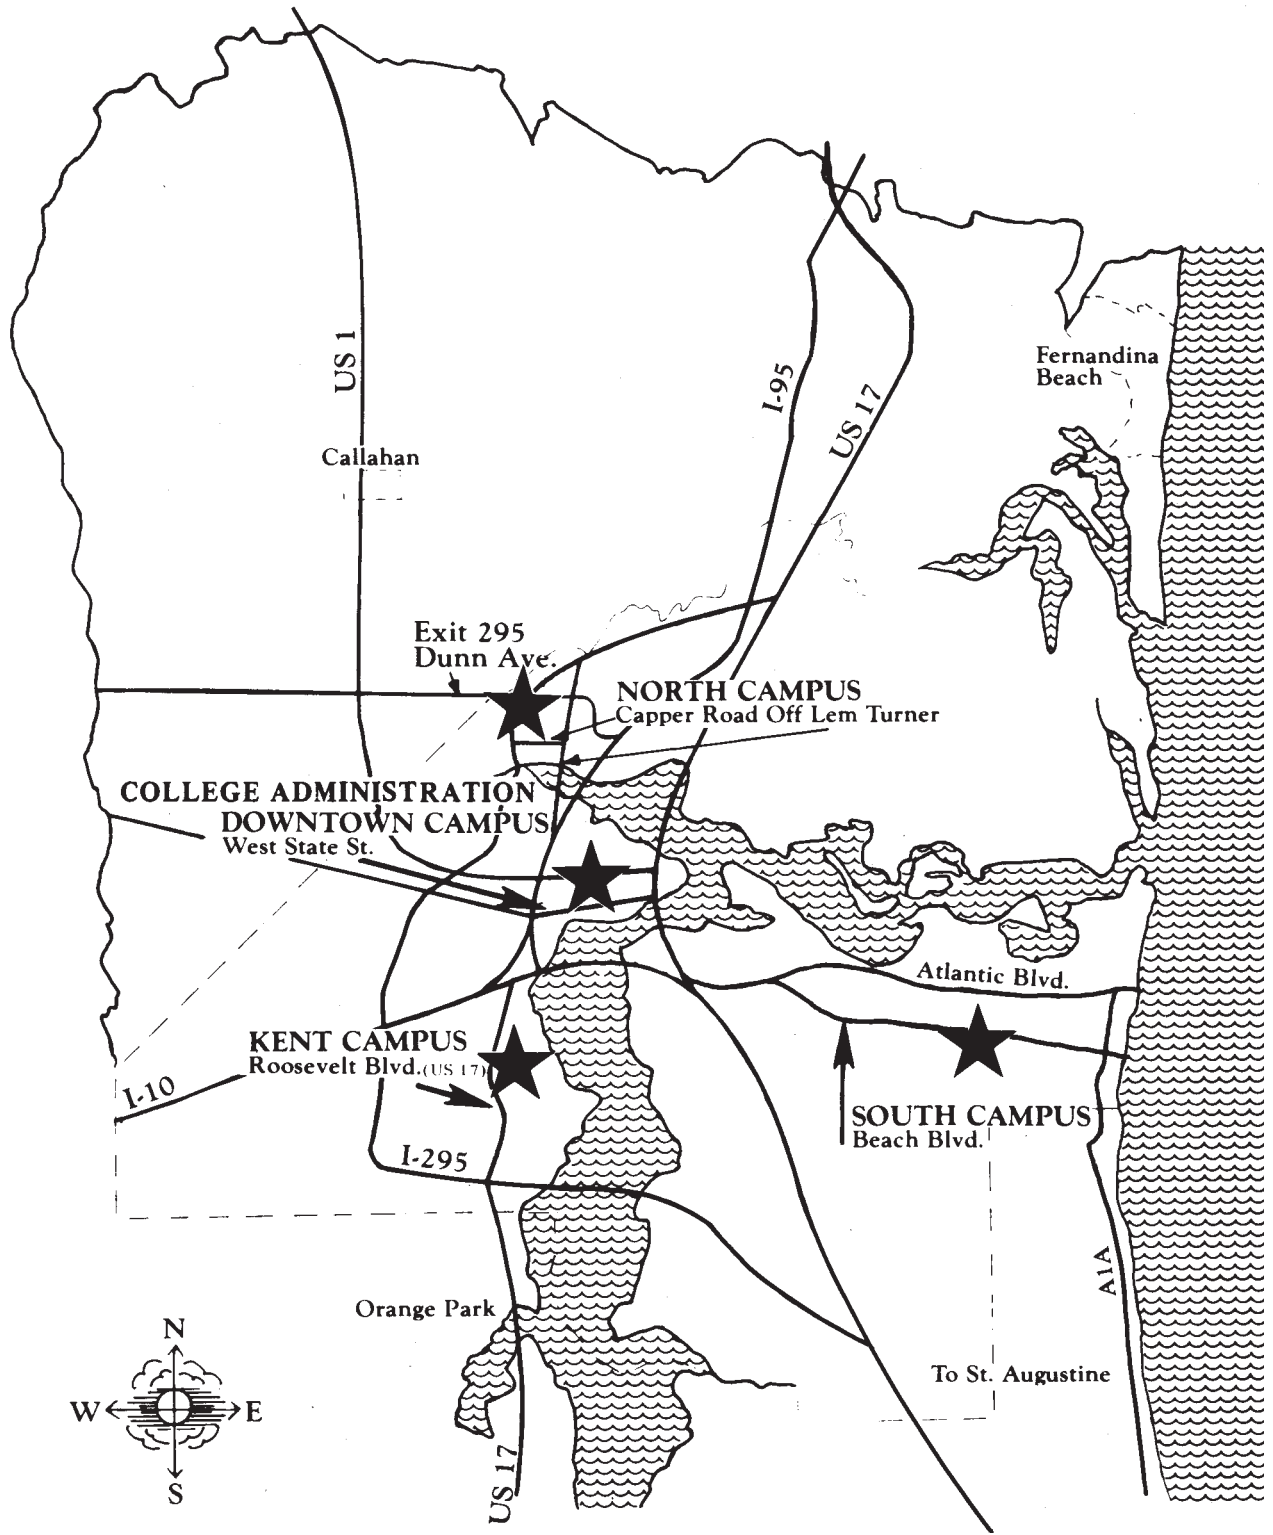 US 1
I-95
US 17
Fernandina
Beach
Callahan
Exit 295
Dunn Ave.
NORTH CAMPUS
Capper Road Off Lem Turner
COLLEGE ADMINISTRATION
DOWNTOWN CAMPUS
West State St.
Atlantic Blvd.
KENT CAMPUS
Roosevelt Blvd.(US 17)
I-10
SOUTH CAMPUS
Beach Blvd.
I-295
A1A
Orange Park
To St. Augustine
N
W E
S
US 17